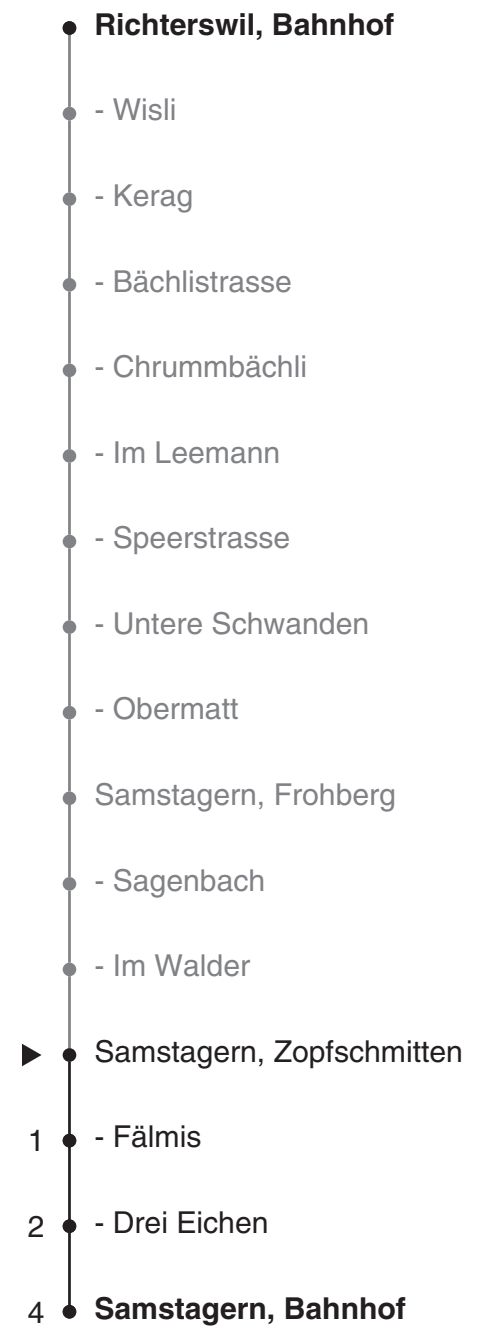 Richterswil, Bahnhof
- Wisli
- Kerag
- Bächlistrasse
- Chrummbächli
- Im Leemann
- Speerstrasse
- Untere Schwanden
- Obermatt
Samstagern, Frohberg
- Sagenbach
- Im Walder
Samstagern, Zopfschmitten
1 - Fälmis
2 - Drei Eichen
4 Samstagern, Bahnhof